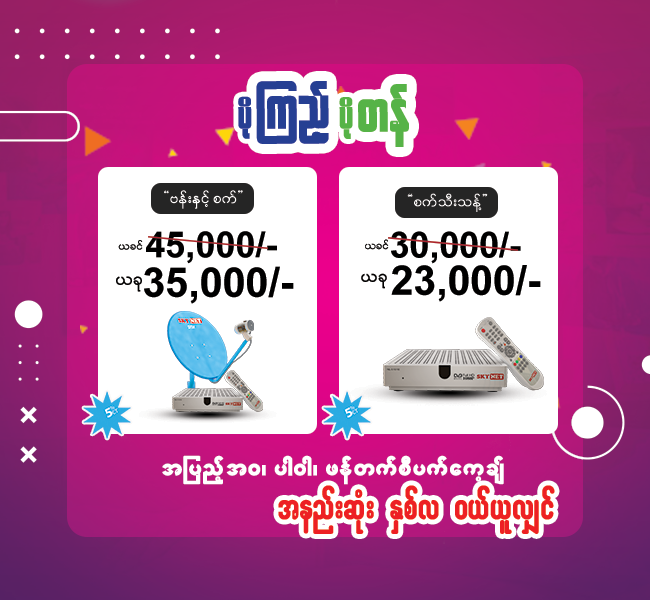 ပိုကြည် ပိုတန်
“ပန်းနှင့် စက်”
ယခင် 45,000/-
ယခု 35,000/-
SKYNET
“စက်သီးသန့်”
ယခင် 30,000/-
ယခု 23,000/-
SKYNET
အပြည့်အဝ၊ ပါဝါ၊ ဖန်တက်စီပက်ကေ့ချ်
အနည်းဆုံး နှစ်လ ဝယ်ယူလျှင်